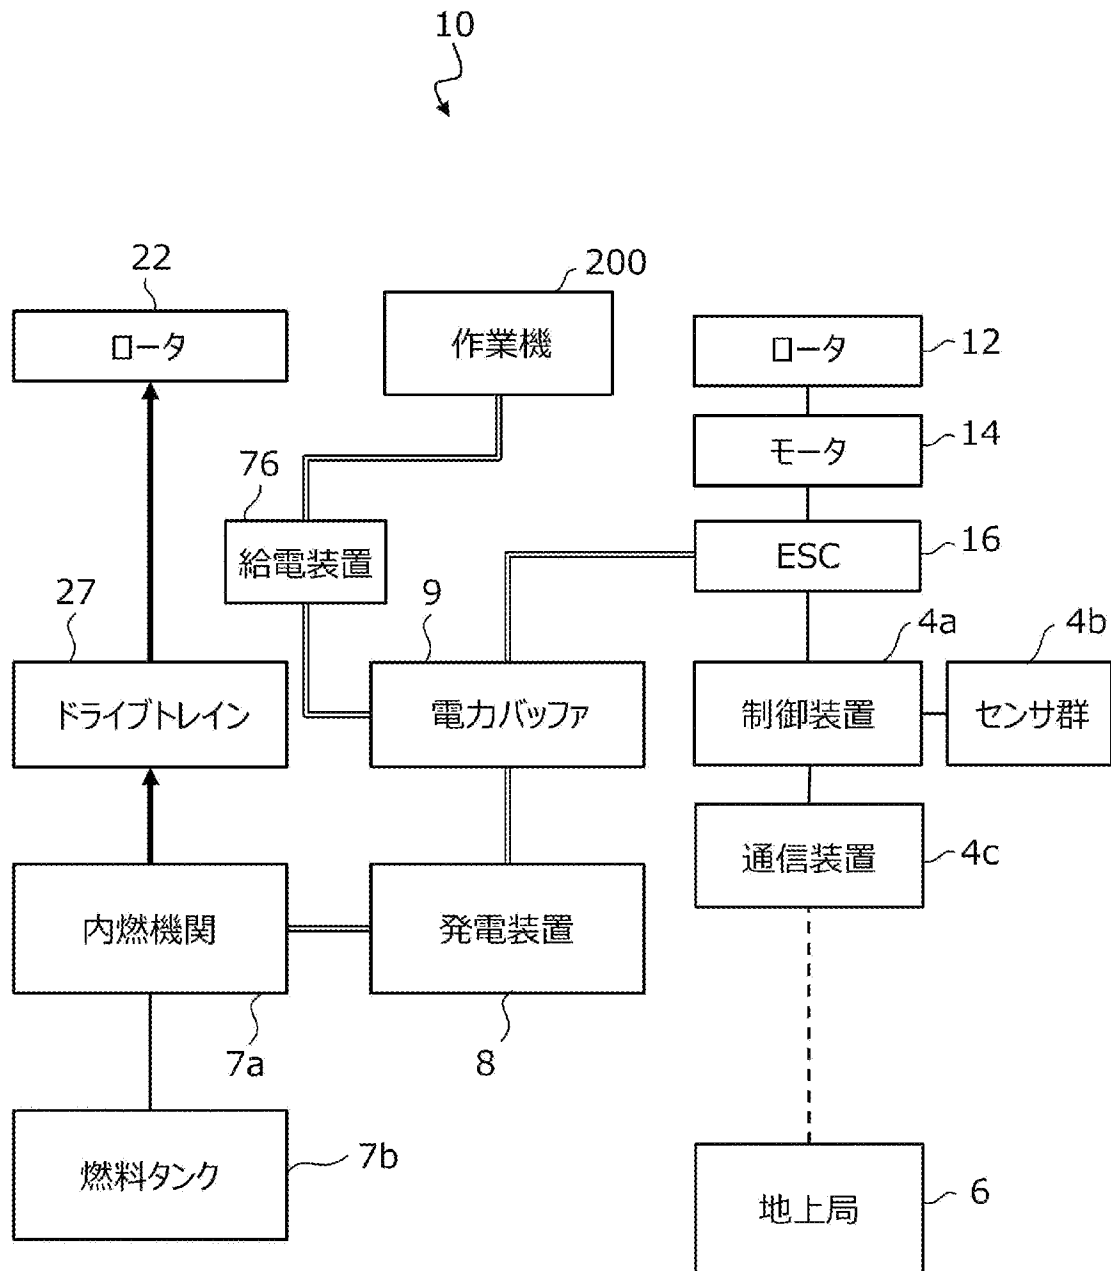 10
22
ロータ
200
作業機
ロータ
12
モータ
14
76
給電装置
ESC
16
27
ドライブトレイン
9
電力バッファ
4a
制御装置
4b
センサ群
通信装置
4c
内燃機関
7a
発電装置
8
燃料タンク
7b
地上局
6